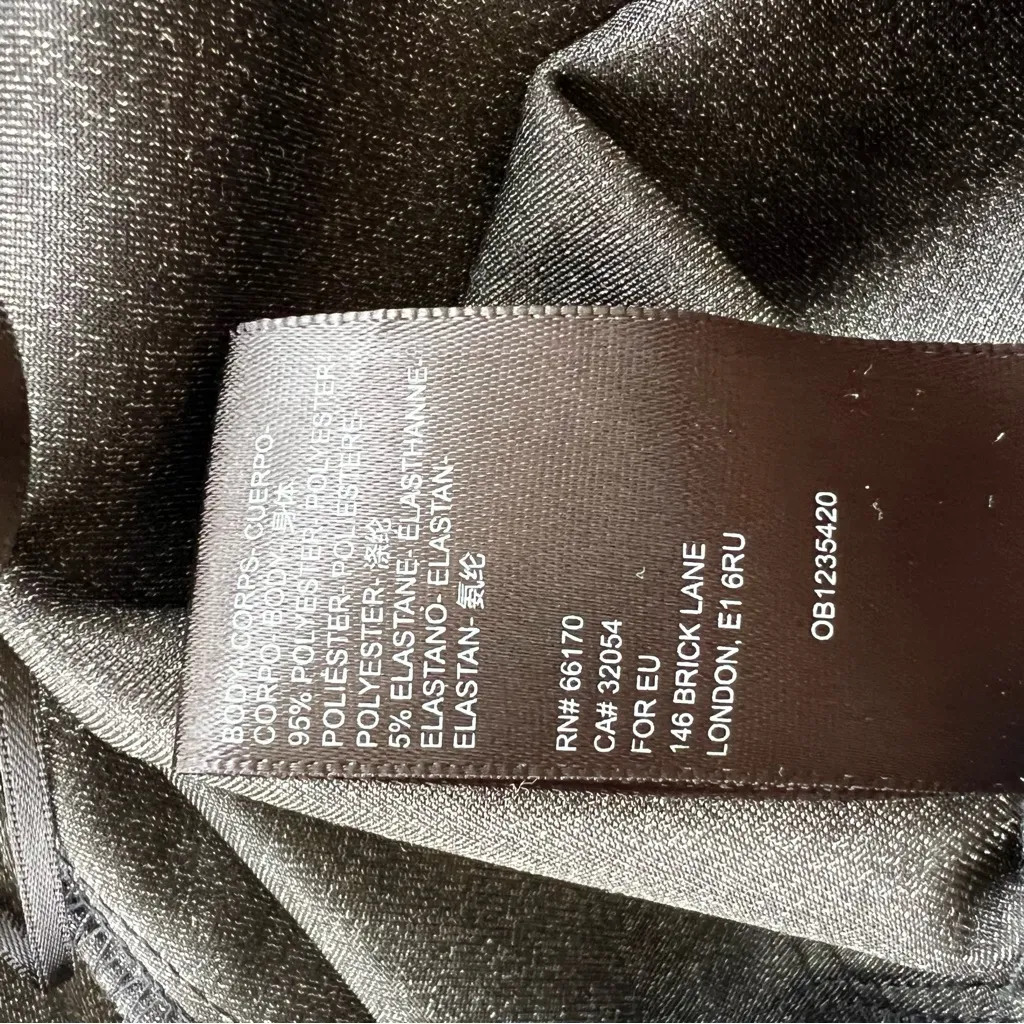 BODY-CORPS-CUERPO-
CORPO-BODY-身体
95% POLYESTER-POLYESTER
POLIÉSTER-POLIESTERE-
POLYESTER-涤纶
5% ELASTANE-ELASTHANNE-
ELASTANO-ELASTAN-
ELASTAN-氨纶
RN# 66170
CA# 32054
FOR EU
146 BRICK LANE
LONDON, E1 6RU
OB1235420